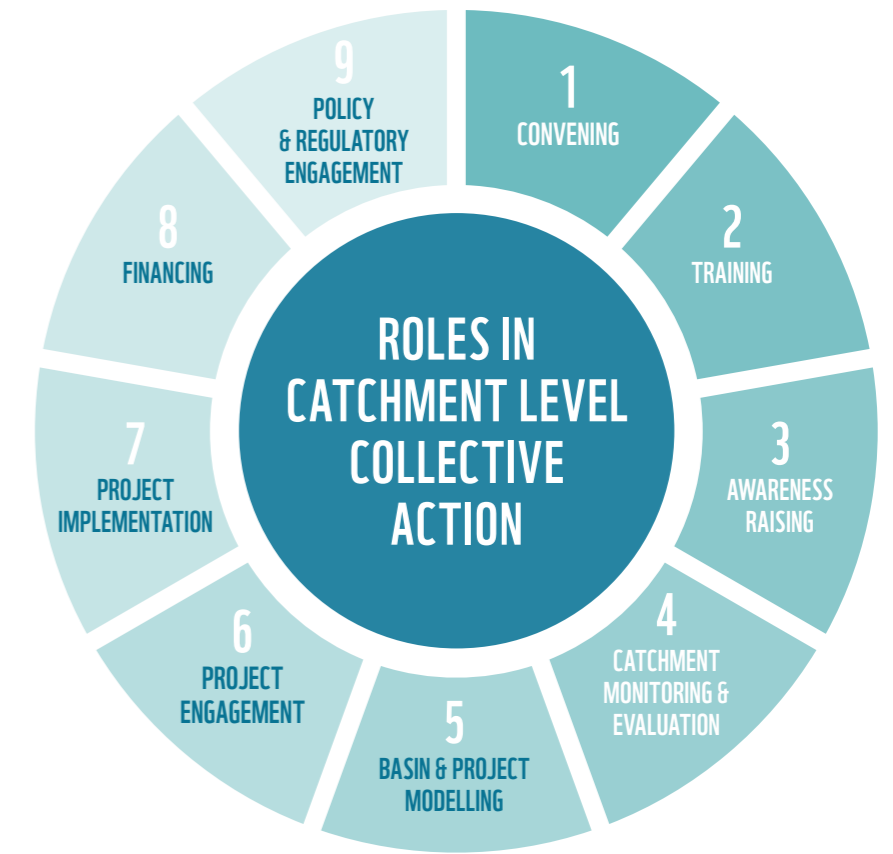 ROLES IN
CATCHMENT LEVEL
COLLECTIVE
ACTION
1
CONVENING
2
TRAINING
3
AWARENESS
RAISING
4
CATCHMENT
MONITORING &
EVALUATION
5
BASIN & PROJECT
MODELLING
6
PROJECT
ENGAGEMENT
7
PROJECT
IMPLEMENTATION
8
FINANCING
9
POLICY
& REGULATORY
ENGAGEMENT